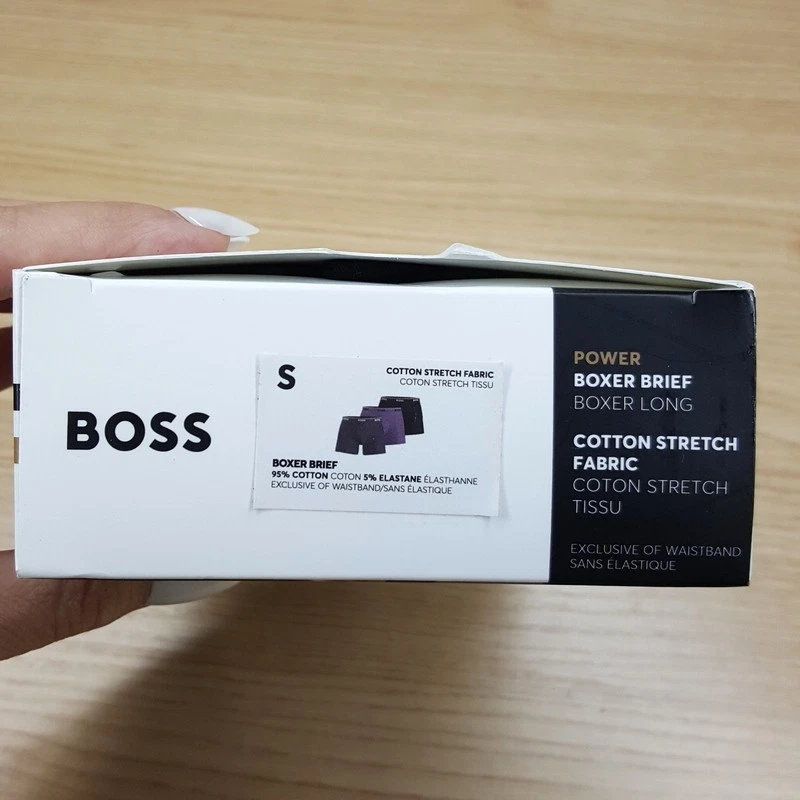 BOSS
S
COTTON STRETCH FABRIC
COTON STRETCH TISSU
BOXER BRIEF
95% COTTON COTON 5% ELASTANE ÉLASTHANNE
EXCLUSIVE OF WAISTBAND/SANS ÉLASTIQUE
POWER
BOXER BRIEF
BOXER LONG
COTTON STRETCH
FABRIC
COTON STRETCH
TISSU
EXCLUSIVE OF WAISTBAND
SANS ÉLASTIQUE